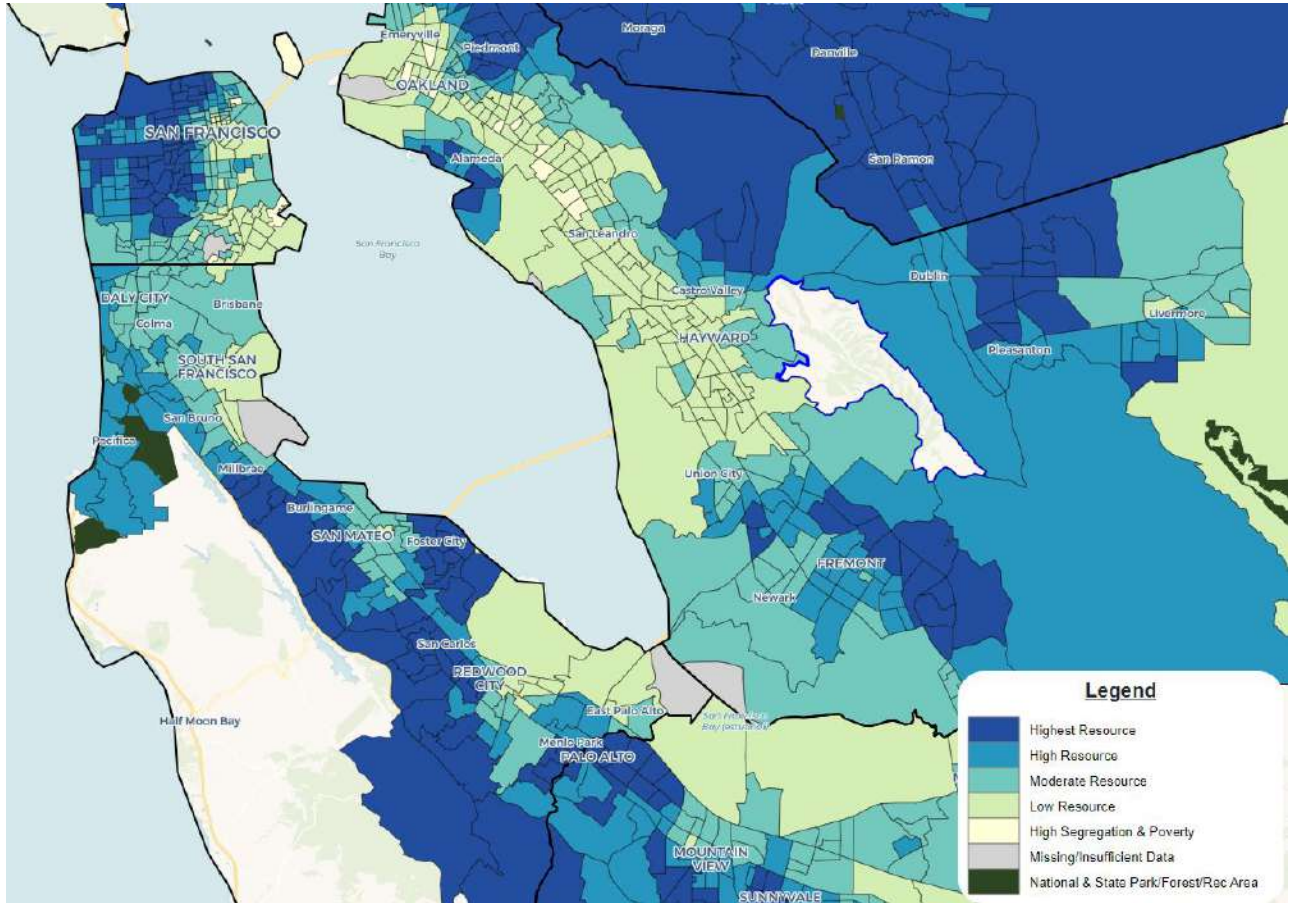 Emeryville
Piedmont
Moraga
Danville
OAKLAND
SAN FRANCISCO
Alameda
San Ramon
San Leandro
San Francisco
Bay
Dublin
DALY CITY
Brisbane
Castro Valley
Livermore
Colma
HAYWARD
Pleasanton
SOUTH SAN
FRANCISCO
San Bruno
Pacifica
Millbrae
Union City
Burlingame
SAN MATEO
Foster City
FREMONT
Newark
San Carlos
REDWOOD
CITY
East Palo Alto
Half Moon Bay
San Francisco
Bay (estuarine)
Menlo Park
PALO ALTO
MOUNTAIN
VIEW
SUNNYVALE
Legend
Highest Resource
High Resource
Moderate Resource
Low Resource
High Segregation & Poverty
Missing/Insufficient Data
National & State Park/Forest/Rec Area